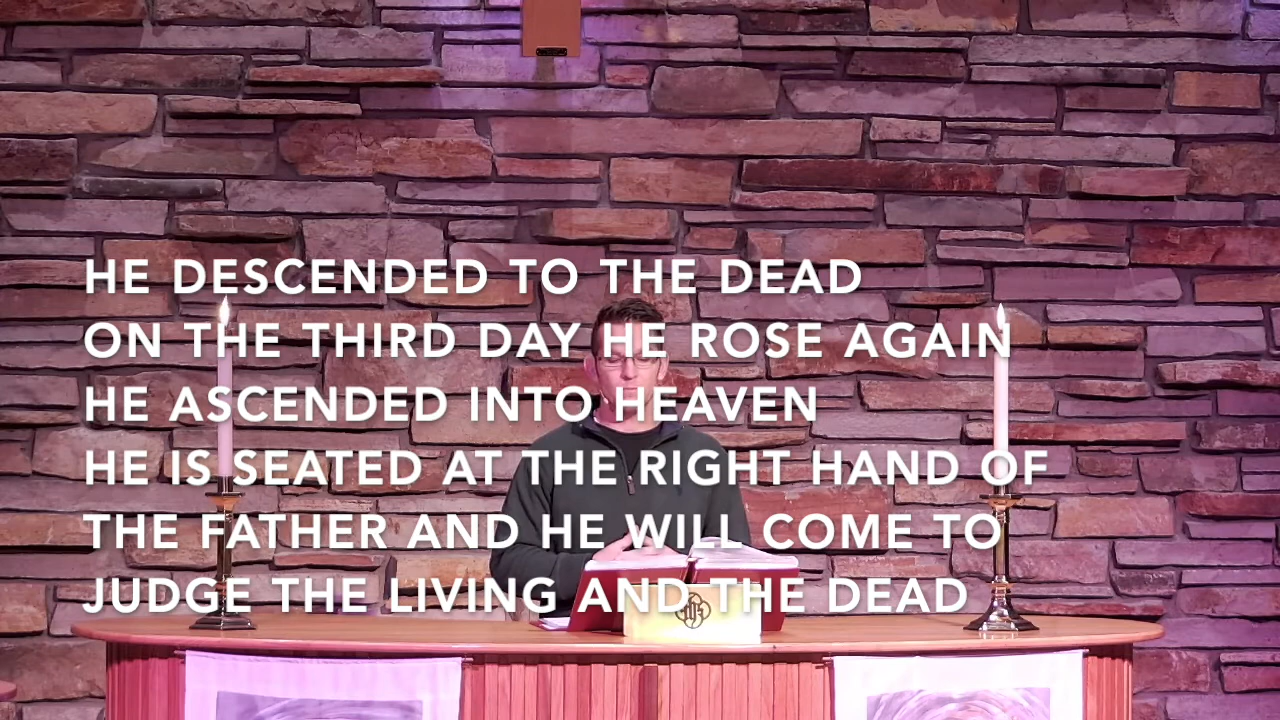 HE DESCENDED TO THE DEAD
ON THE THIRD DAY HE ROSE AGAIN
HE ASCENDED INTO HEAVEN
HE IS SEATED AT THE RIGHT HAND OF
THE FATHER AND HE WILL COME TO
JUDGE THE LIVING AND THE DEAD